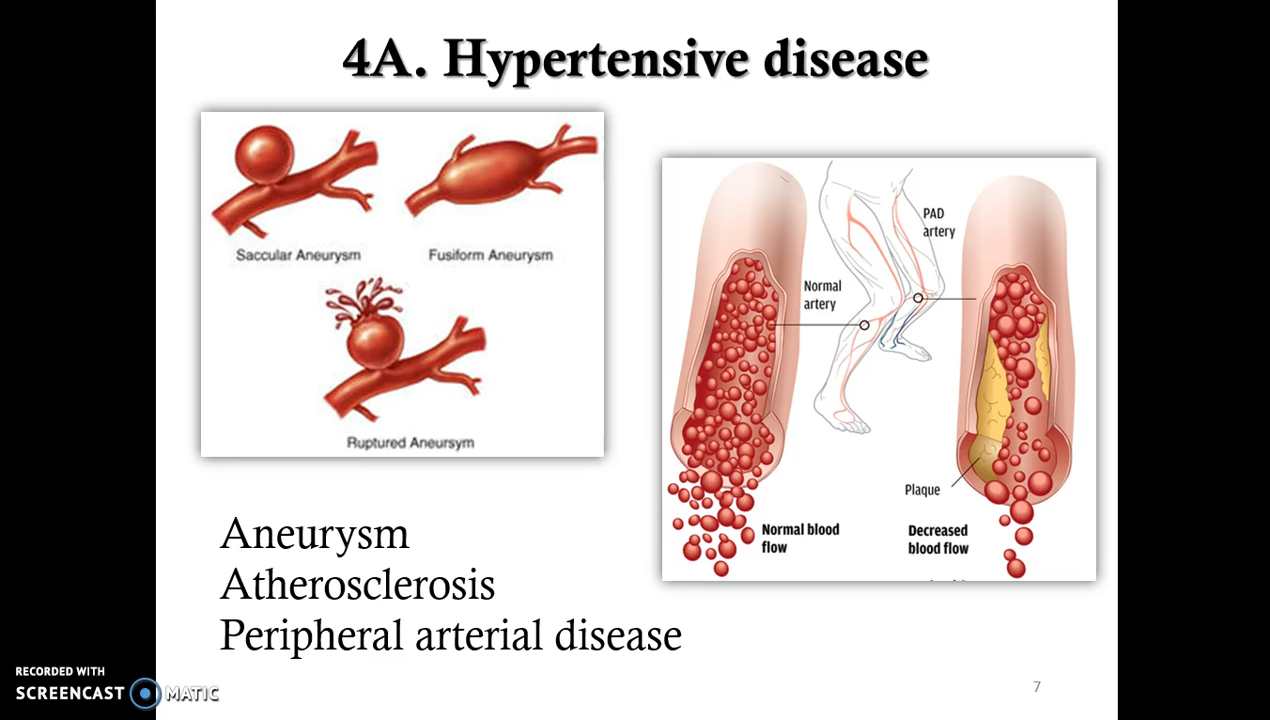 4A. Hypertensive disease
Saccular Aneurysm
Fusiform Aneurysm
Ruptured Aneursym
PAD
artery
Normal
artery
Plaque
Normal blood
flow
Decreased
blood flow
Aneurysm
Atherosclerosis
Peripheral arterial disease
RECORDED WITH
SCREENCAST MATIC
7